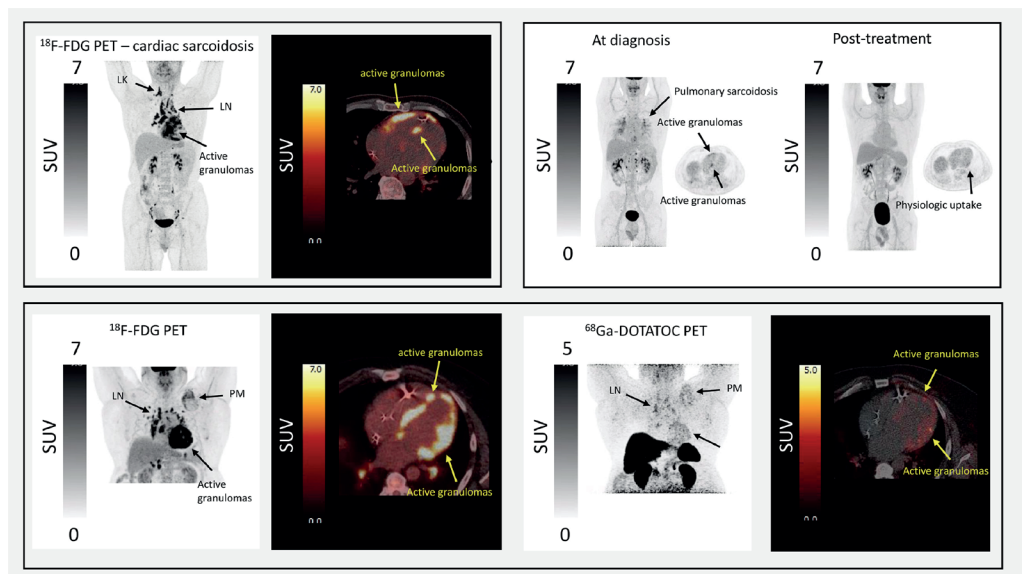 18F-FDG PET – cardiac sarcoidosis
7
LK
LN
SUV
Active
granulomas
0
7.0
active granulomas
SUV
Active granulomas
0.0
At diagnosis
7
Pulmonary sarcoidosis
Active granulomas
SUV
Active granulomas
0
Post-treatment
7
SUV
Physiologic uptake
0
18F-FDG PET
7
LN
PM
SUV
Active
granulomas
0
7.0
active granulomas
SUV
Active granulomas
0.0
68Ga-DOTATOC PET
5
LN
PM
SUV
0
5.0
Active granulomas
SUV
Active granulomas
0.0